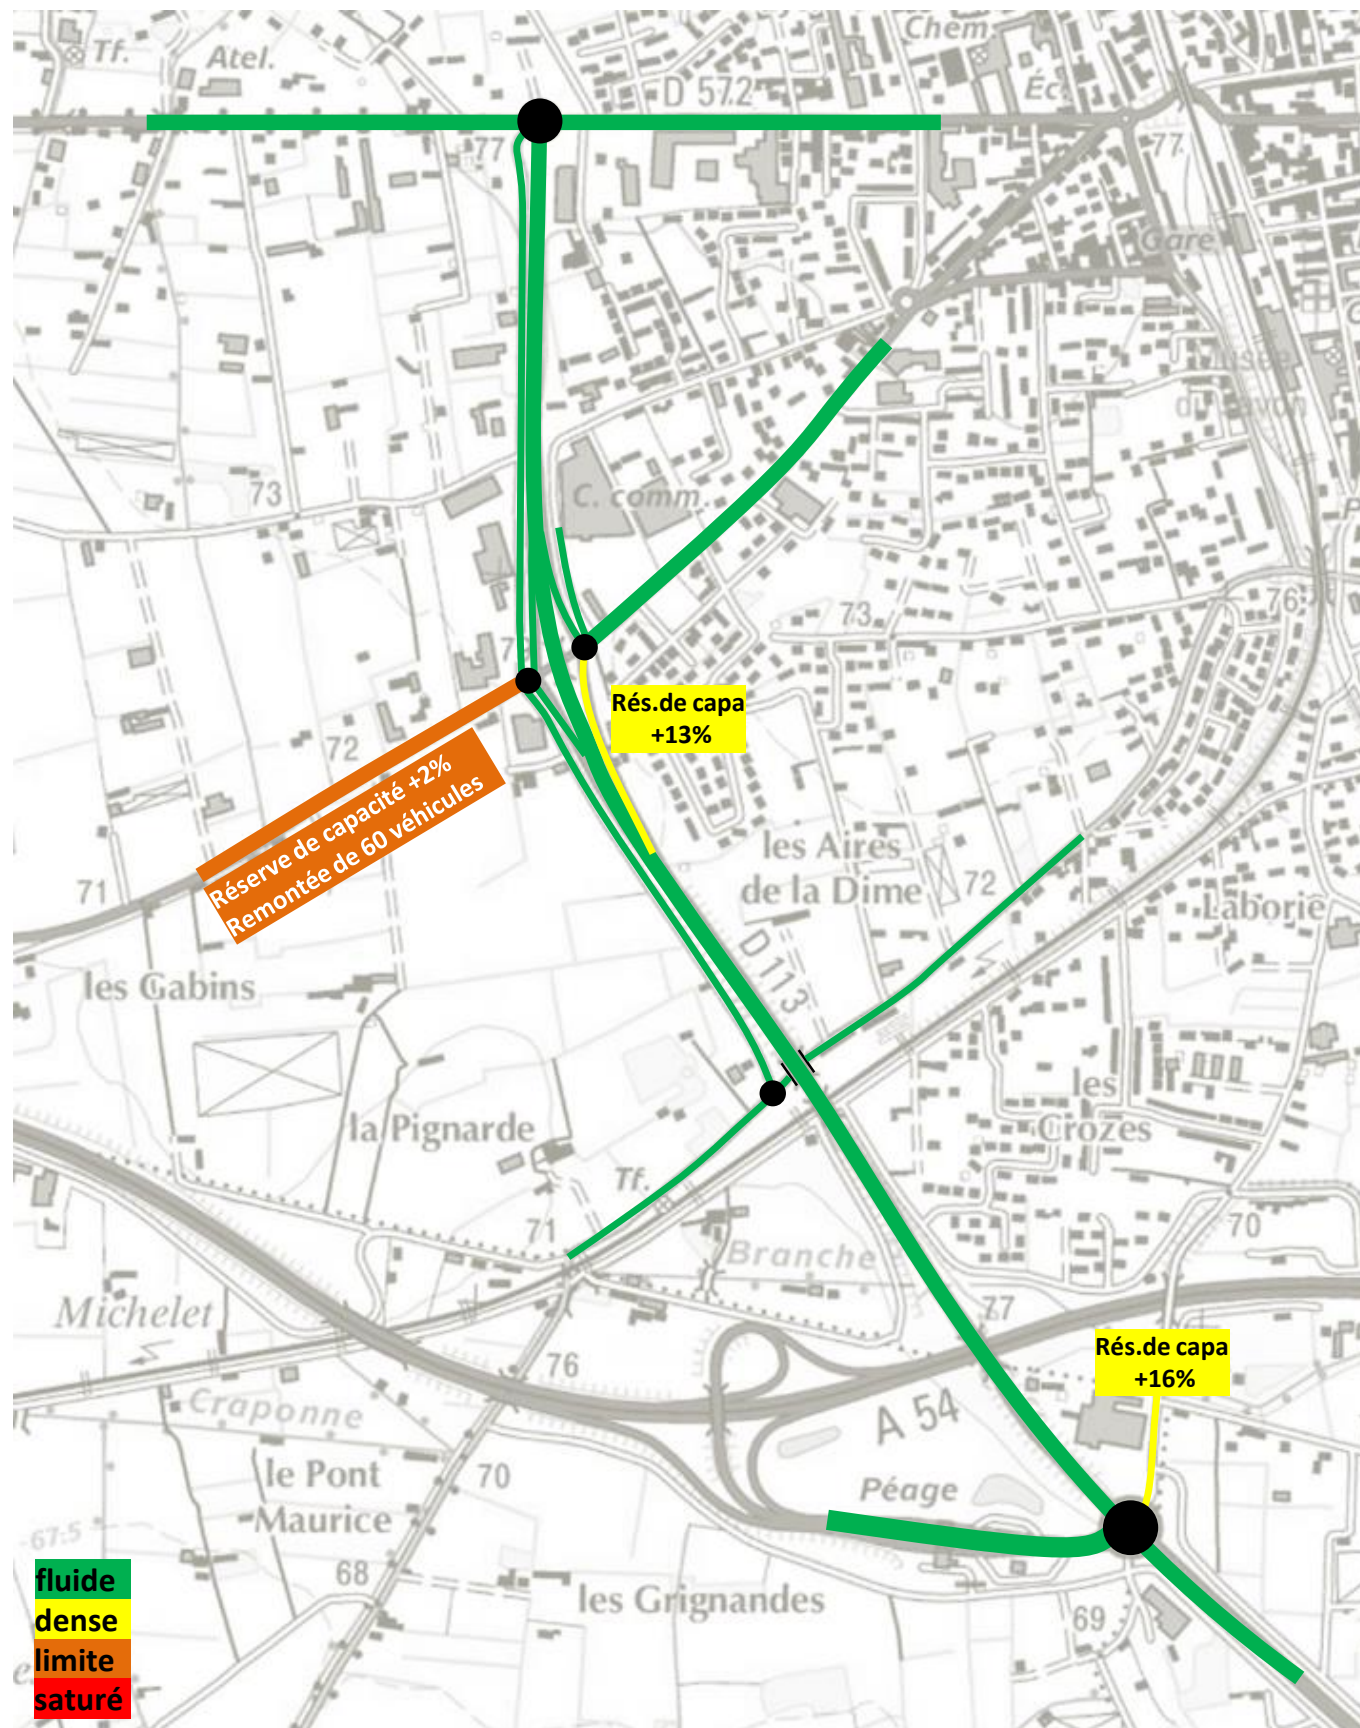 Chem.
Tf.
Atel.
D 572
Éc.
77
77
Gare
C. comm.
73
73
76
Rés.de capa
+13%
72
Réserve de capacité +2%
Remontée de 60 véhicules
71
les Aires
de la Dime
72
Laborie
D 113
les Gabins
les
Crozes
la Pignarde
Tf.
71
70
Branche
Michelet
77
76
Rés.de capa
+16%
Craponne
A 54
le Pont
Maurice
70
Péage
67.5
68
les Grignandes
69
fluide
dense
limite
saturé